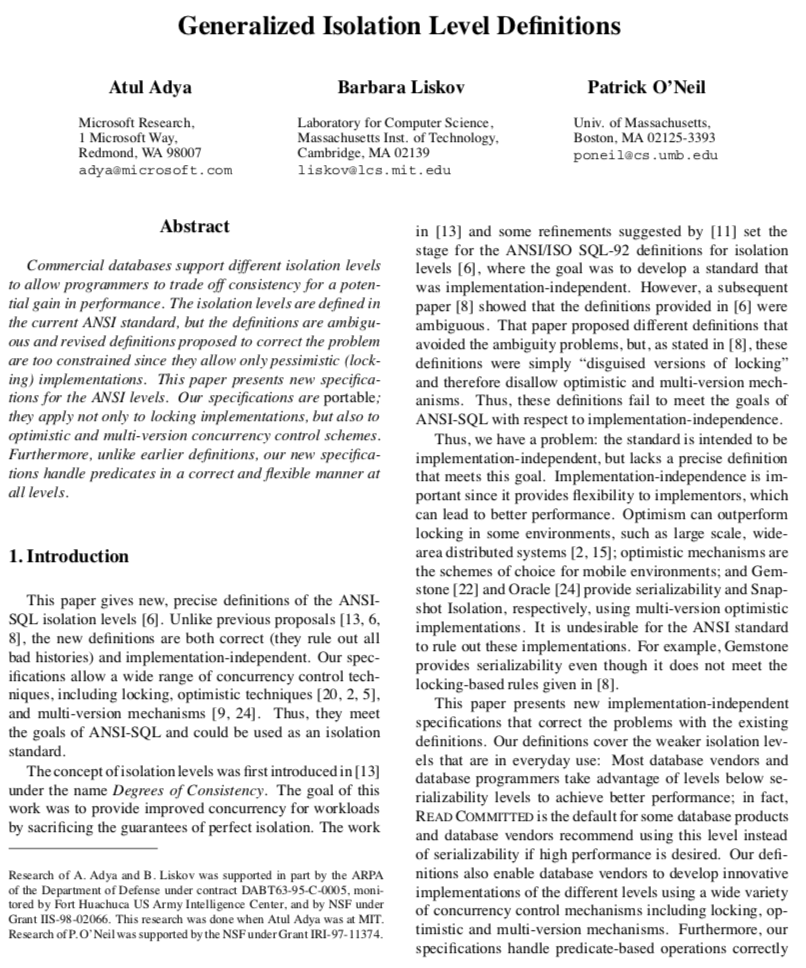 Generalized Isolation Level Definitions
Atul Adya
Microsoft Research,
1 Microsoft Way,
Redmond, WA 98007
adya@microsoft.com
Barbara Liskov
Laboratory for Computer Science,
Massachusetts Inst. of Technology,
Cambridge, MA 02139
liskov@lcs.mit.edu
Patrick O'Neil
Univ. of Massachusetts,
Boston, MA 02125-3393
poneil@cs.umb.edu
Abstract
Commercial databases support different isolation levels
to allow programmers to trade off consistency for a poten-
tial gain in performance. The isolation levels are defined in
the current ANSI standard, but the definitions are ambigu-
ous and revised definitions proposed to correct the problem
are too constrained since they allow only pessimistic (lock-
ing) implementations. This paper presents new specifica-
tions for the ANSI levels. Our specifications are portable;
they apply not only to locking implementations, but also to
optimistic and multi-version concurrency control schemes.
Furthermore, unlike earlier definitions, our new specifica-
tions handle predicates in a correct and flexible manner at
all levels.
1. Introduction
This paper gives new, precise definitions of the ANSI-
SQL isolation levels [6]. Unlike previous proposals [13, 6,
8], the new definitions are both correct (they rule out all
bad histories) and implementation-independent. Our spec-
ifications allow a wide range of concurrency control tech-
niques, including locking, optimistic techniques [20, 2, 5],
and multi-version mechanisms [9, 24]. Thus, they meet
the goals of ANSI-SQL and could be used as an isolation
standard.
The concept of isolation levels was first introduced in [13]
under the name Degrees of Consistency. The goal of this
work was to provide improved concurrency for workloads
by sacrificing the guarantees of perfect isolation. The work
Research of A. Adya and B. Liskov was supported in part by the ARPA
of the Department of Defense under contract DABT63-95-C-0005, moni-
tored by Fort Huachuca US Army Intelligence Center, and by NSF under
Grant IIS-98-02066. This research was done when Atul Adya was at MIT.
Research of P. O'Neil was supported by the NSF under Grant IRI-97-11374.
in [13] and some refinements suggested by [11] set the
stage for the ANSI/ISO SQL-92 definitions for isolation
levels [6], where the goal was to develop a standard that
was implementation-independent. However, a subsequent
paper [8] showed that the definitions provided in [6] were
ambiguous. That paper proposed different definitions that
avoided the ambiguity problems, but, as stated in [8], these
definitions were simply "disguised versions of locking"
and therefore disallow optimistic and multi-version mech-
anisms. Thus, these definitions fail to meet the goals of
ANSI-SQL with respect to implementation-independence.
Thus, we have a problem: the standard is intended to be
implementation-independent, but lacks a precise definition
that meets this goal. Implementation-independence is im-
portant since it provides flexibility to implementors, which
can lead to better performance. Optimism can outperform
locking in some environments, such as large scale, wide-
area distributed systems [2, 15]; optimistic mechanisms are
the schemes of choice for mobile environments; and Gem-
stone [22] and Oracle [24] provide serializability and Snap-
shot Isolation, respectively, using multi-version optimistic
implementations. It is undesirable for the ANSI standard
to rule out these implementations. For example, Gemstone
provides serializability even though it does not meet the
locking-based rules given in [8].
This paper presents new implementation-independent
specifications that correct the problems with the existing
definitions. Our definitions cover the weaker isolation lev-
els that are in everyday use: Most database vendors and
database programmers take advantage of levels below se-
rializability levels to achieve better performance; in fact,
READ COMMITTED is the default for some database products
and database vendors recommend using this level instead
of serializability if high performance is desired. Our defi-
nitions also enable database vendors to develop innovative
implementations of the different levels using a wide variety
of concurrency control mechanisms including locking, op-
timistic and multi-version mechanisms. Furthermore, our
specifications handle predicate-based operations correctly